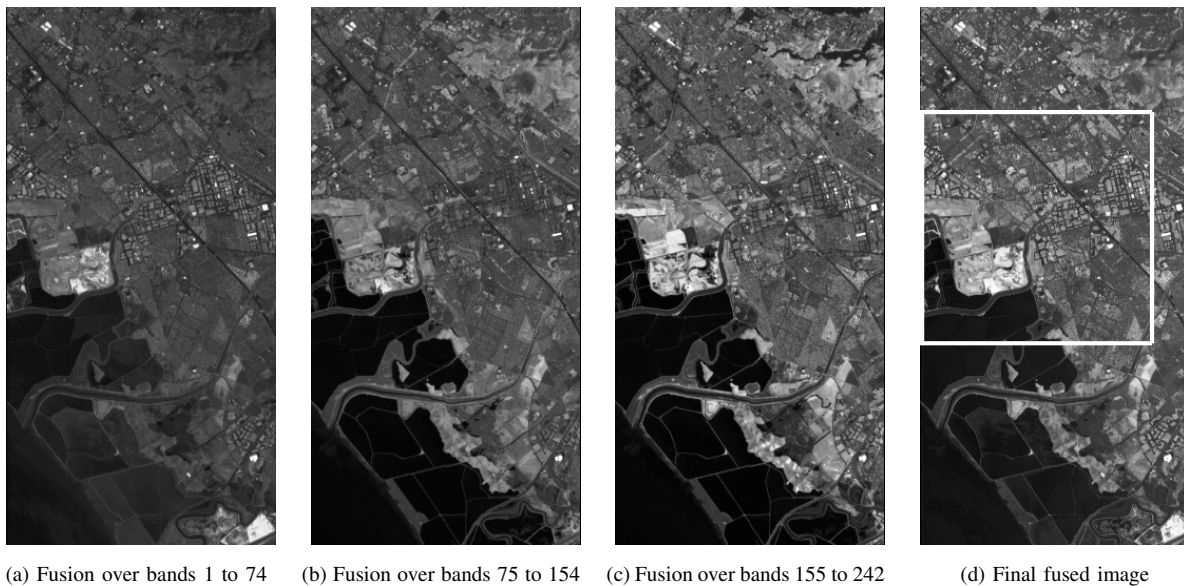 (a) Fusion over bands 1 to 74
(b) Fusion over bands 75 to 154
(c) Fusion over bands 155 to 242
(d) Final fused image